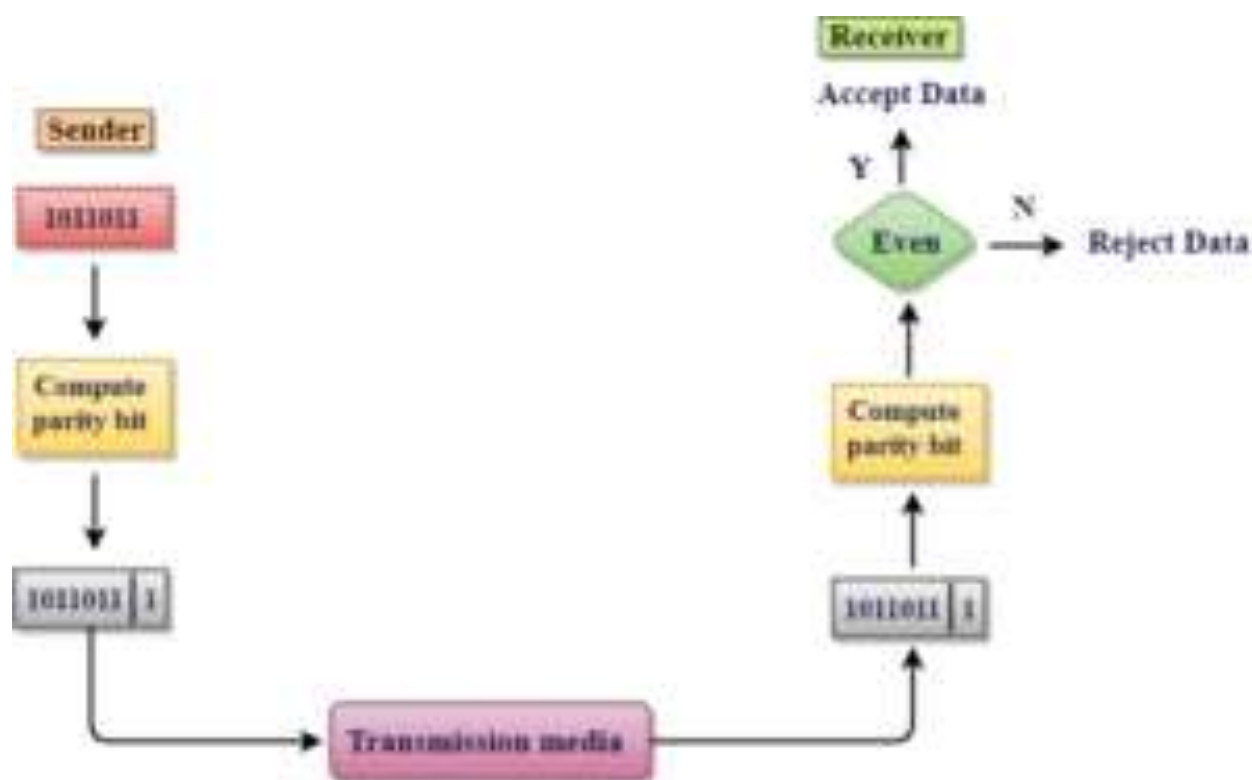 Sender
1011011
Compute
parity bit
1011011 1
Transmission media
1011011 1
Compute
parity bit
Even
Y
N
Accept Data
Reject Data
Receiver